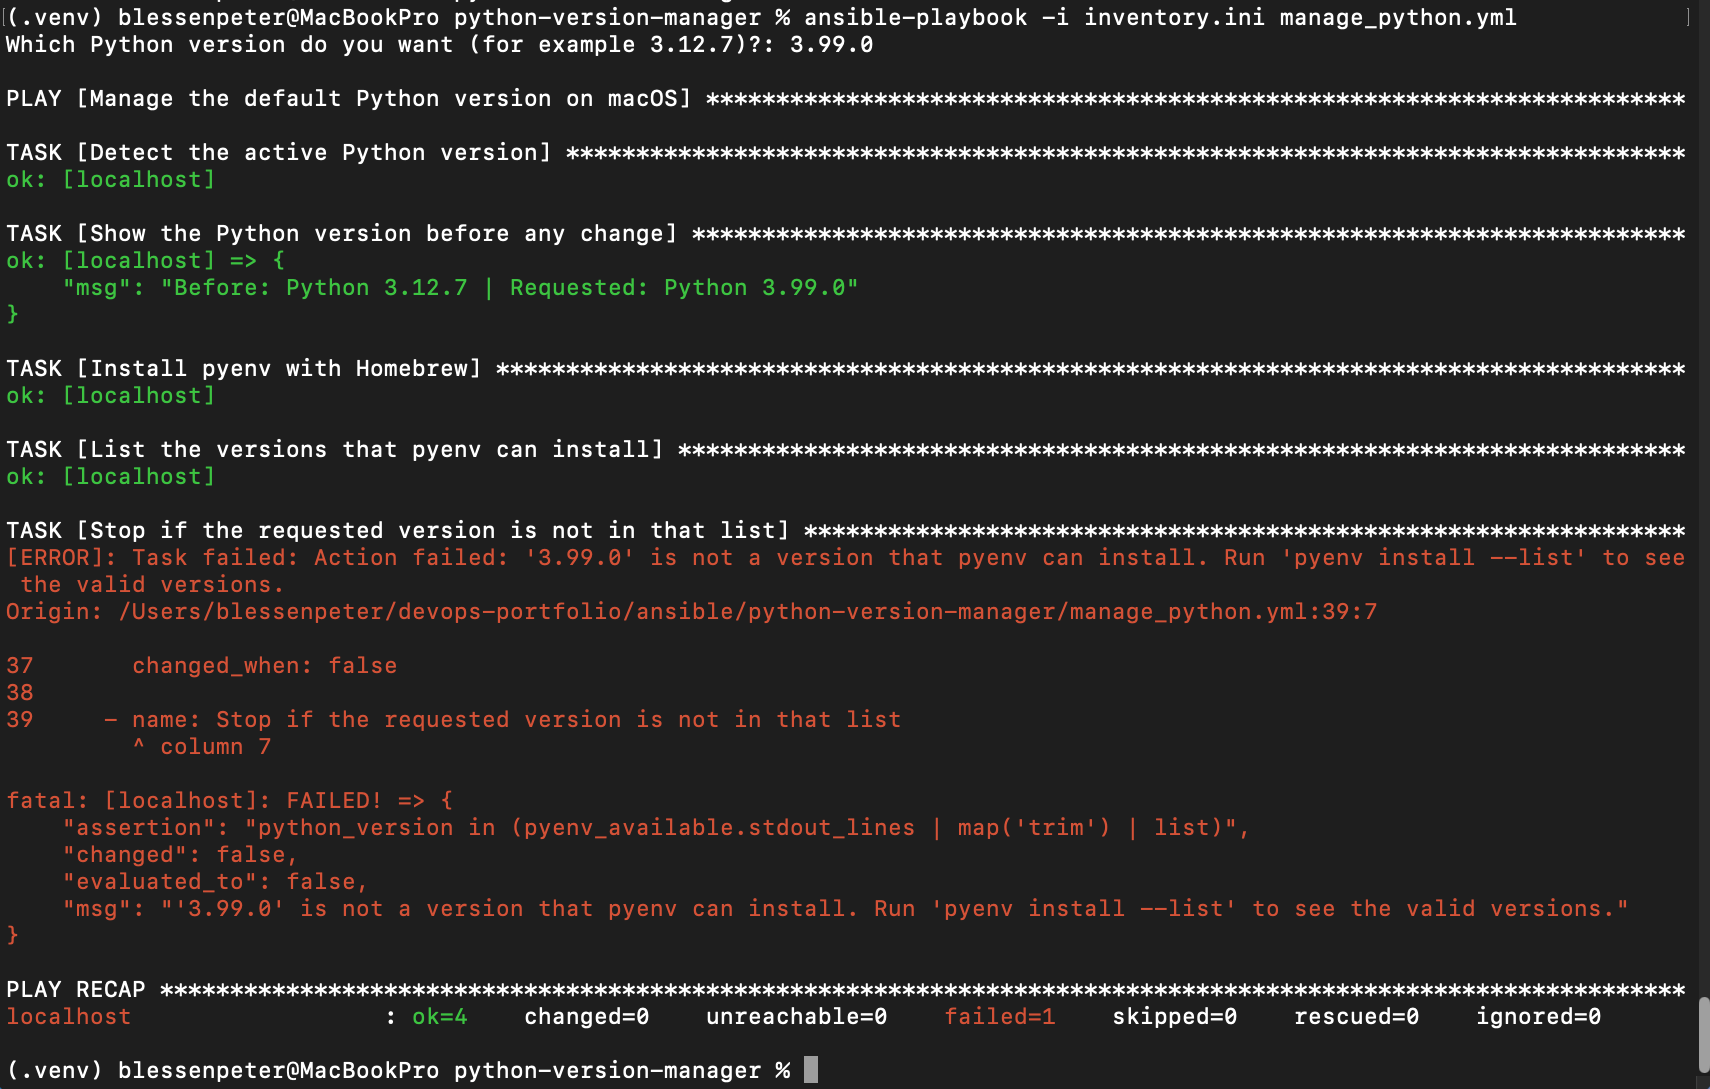 (.venv) blessenpeter@MacBookPro python-version-manager % ansible-playbook -i inventory.ini manage_python.yml
Which Python version do you want (for example 3.12.7)?: 3.99.0

PLAY [Manage the default Python version on macOS] **********************************************************************

TASK [Detect the active Python version] ********************************************************************************
ok: [localhost]

TASK [Show the Python version before any change] ***********************************************************************
ok: [localhost] => {
    "msg": "Before: Python 3.12.7 | Requested: Python 3.99.0"
}

TASK [Install pyenv with Homebrew] *************************************************************************************
ok: [localhost]

TASK [List the versions that pyenv can install] ************************************************************************
ok: [localhost]

TASK [Stop if the requested version is not in that list] ***************************************************************
[ERROR]: Task failed: Action failed: '3.99.0' is not a version that pyenv can install. Run 'pyenv install --list' to see
 the valid versions.
Origin: /Users/blessenpeter/devops-portfolio/ansible/python-version-manager/manage_python.yml:39:7

37       changed_when: false
38
39     - name: Stop if the requested version is not in that list
         ^ column 7

fatal: [localhost]: FAILED! => {
    "assertion": "python_version in (pyenv_available.stdout_lines | map('trim') | list)",
    "changed": false,
    "evaluated_to": false,
    "msg": "'3.99.0' is not a version that pyenv can install. Run 'pyenv install --list' to see the valid versions."
}

PLAY RECAP *************************************************************************************************************
localhost                  : ok=4    changed=0    unreachable=0    failed=1    skipped=0    rescued=0    ignored=0

(.venv) blessenpeter@MacBookPro python-version-manager %